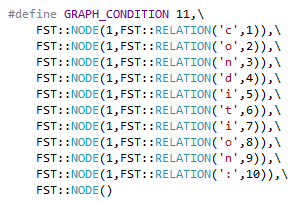 #define GRAPH_CONDITION 11,\
FST::NODE(1,FST::RELATION('c',1)),\
FST::NODE(1,FST::RELATION('o',2)),\
FST::NODE(1,FST::RELATION('n',3)),\
FST::NODE(1,FST::RELATION('d',4)),\
FST::NODE(1,FST::RELATION('i',5)),\
FST::NODE(1,FST::RELATION('t',6)),\
FST::NODE(1,FST::RELATION('i',7)),\
FST::NODE(1,FST::RELATION('o',8)),\
FST::NODE(1,FST::RELATION('n',9)),\
FST::NODE(1,FST::RELATION(':',10)),\
FST::NODE()